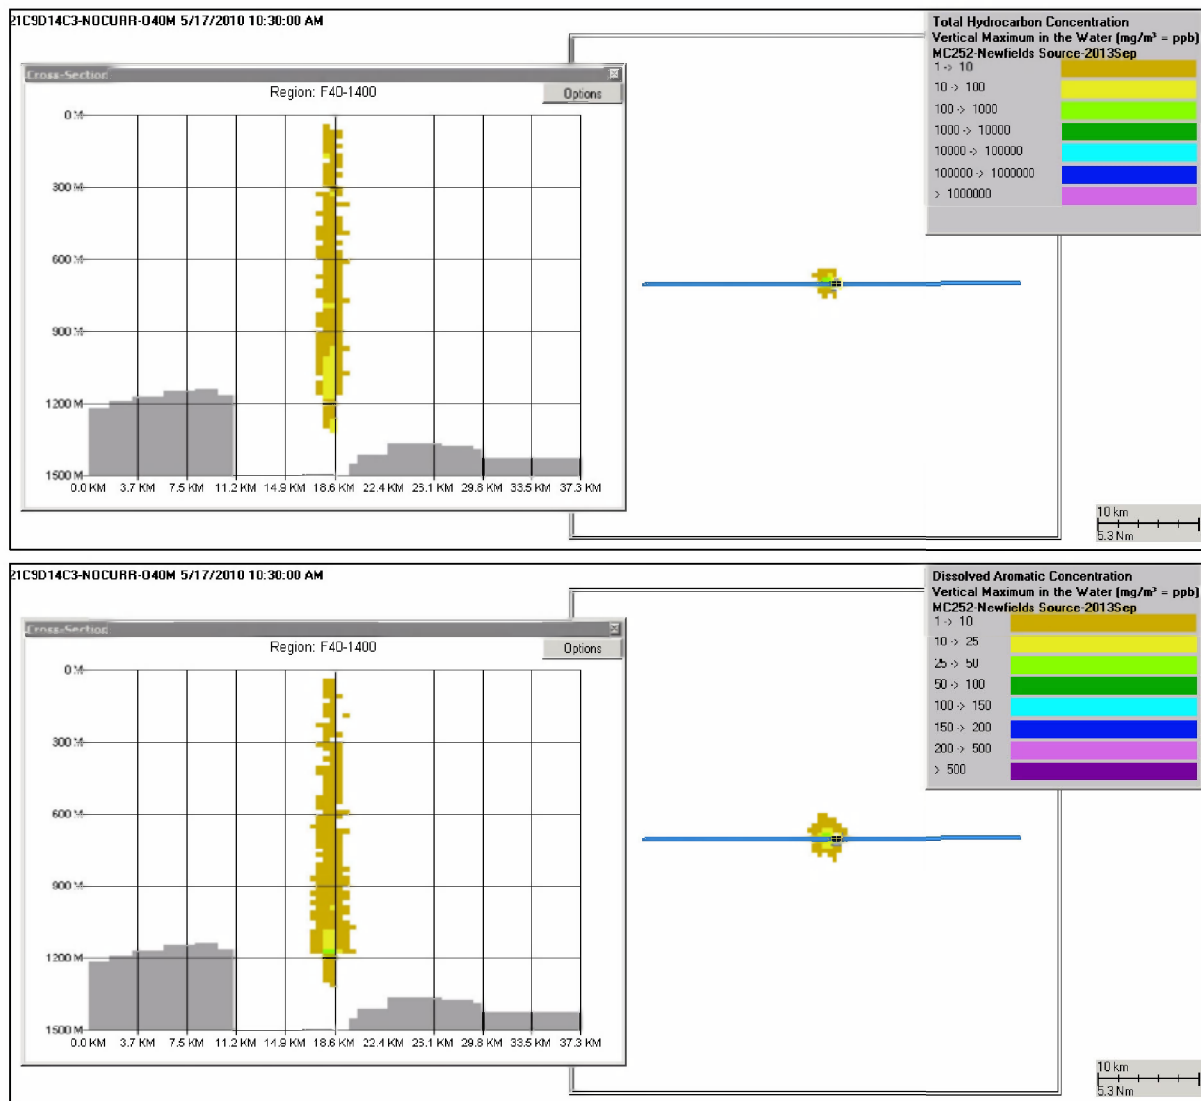 21C9D14C3-NOCURR-O40M 5/17/2010 10:30:00 AM
Total Hydrocarbon Concentration
Vertical Maximum in the Water (mg/m³ = ppb)
MC252-Newfields Source-2013Sep
1 -> 10
10 -> 100
100 -> 1000
1000 -> 10000
10000 -> 100000
100000 -> 1000000
> 1000000
Cross-Section
Region: F40-1400
Options
0 M
300 M
600 M
900 M
1200 M
1500 M
0.0 KM 3.7 KM 7.5 KM 11.2 KM 14.9 KM 18.6 KM 22.4 KM 26.1 KM 29.8 KM 33.5 KM 37.3 KM
10 km
5.3 Nm
21C9D14C3-NOCURR-O40M 5/17/2010 10:30:00 AM
Dissolved Aromatic Concentration
Vertical Maximum in the Water (mg/m³ = ppb)
MC252-Newfields Source-2013Sep
1 -> 10
10 -> 25
25 -> 50
50 -> 100
100 -> 150
150 -> 200
200 -> 500
> 500
Cross-Section
Region: F40-1400
Options
0 M
300 M
600 M
900 M
1200 M
1500 M
0.0 KM 3.7 KM 7.5 KM 11.2 KM 14.9 KM 18.6 KM 22.4 KM 26.1 KM 29.8 KM 33.5 KM 37.3 KM
10 km
5.3 Nm